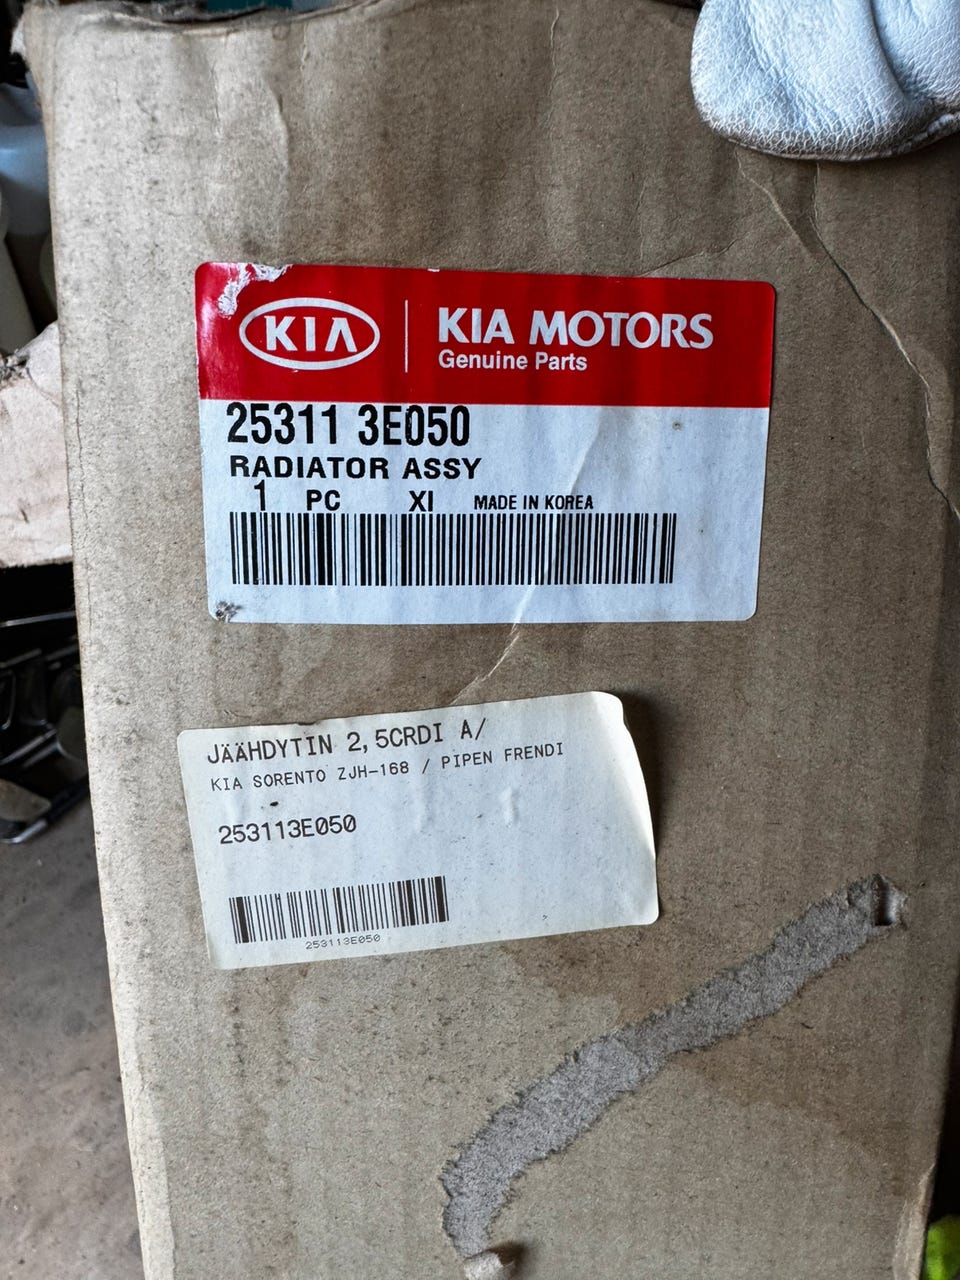 KIA
KIA MOTORS
Genuine Parts
25311 3E050
RADIATOR ASSY
1 PC XI MADE IN KOREA
JÄÄHDYTIN 2,5CRDI A/
KIA SORENTO ZJH-168 / PIPEN FRENDI
253113E050
253113E050